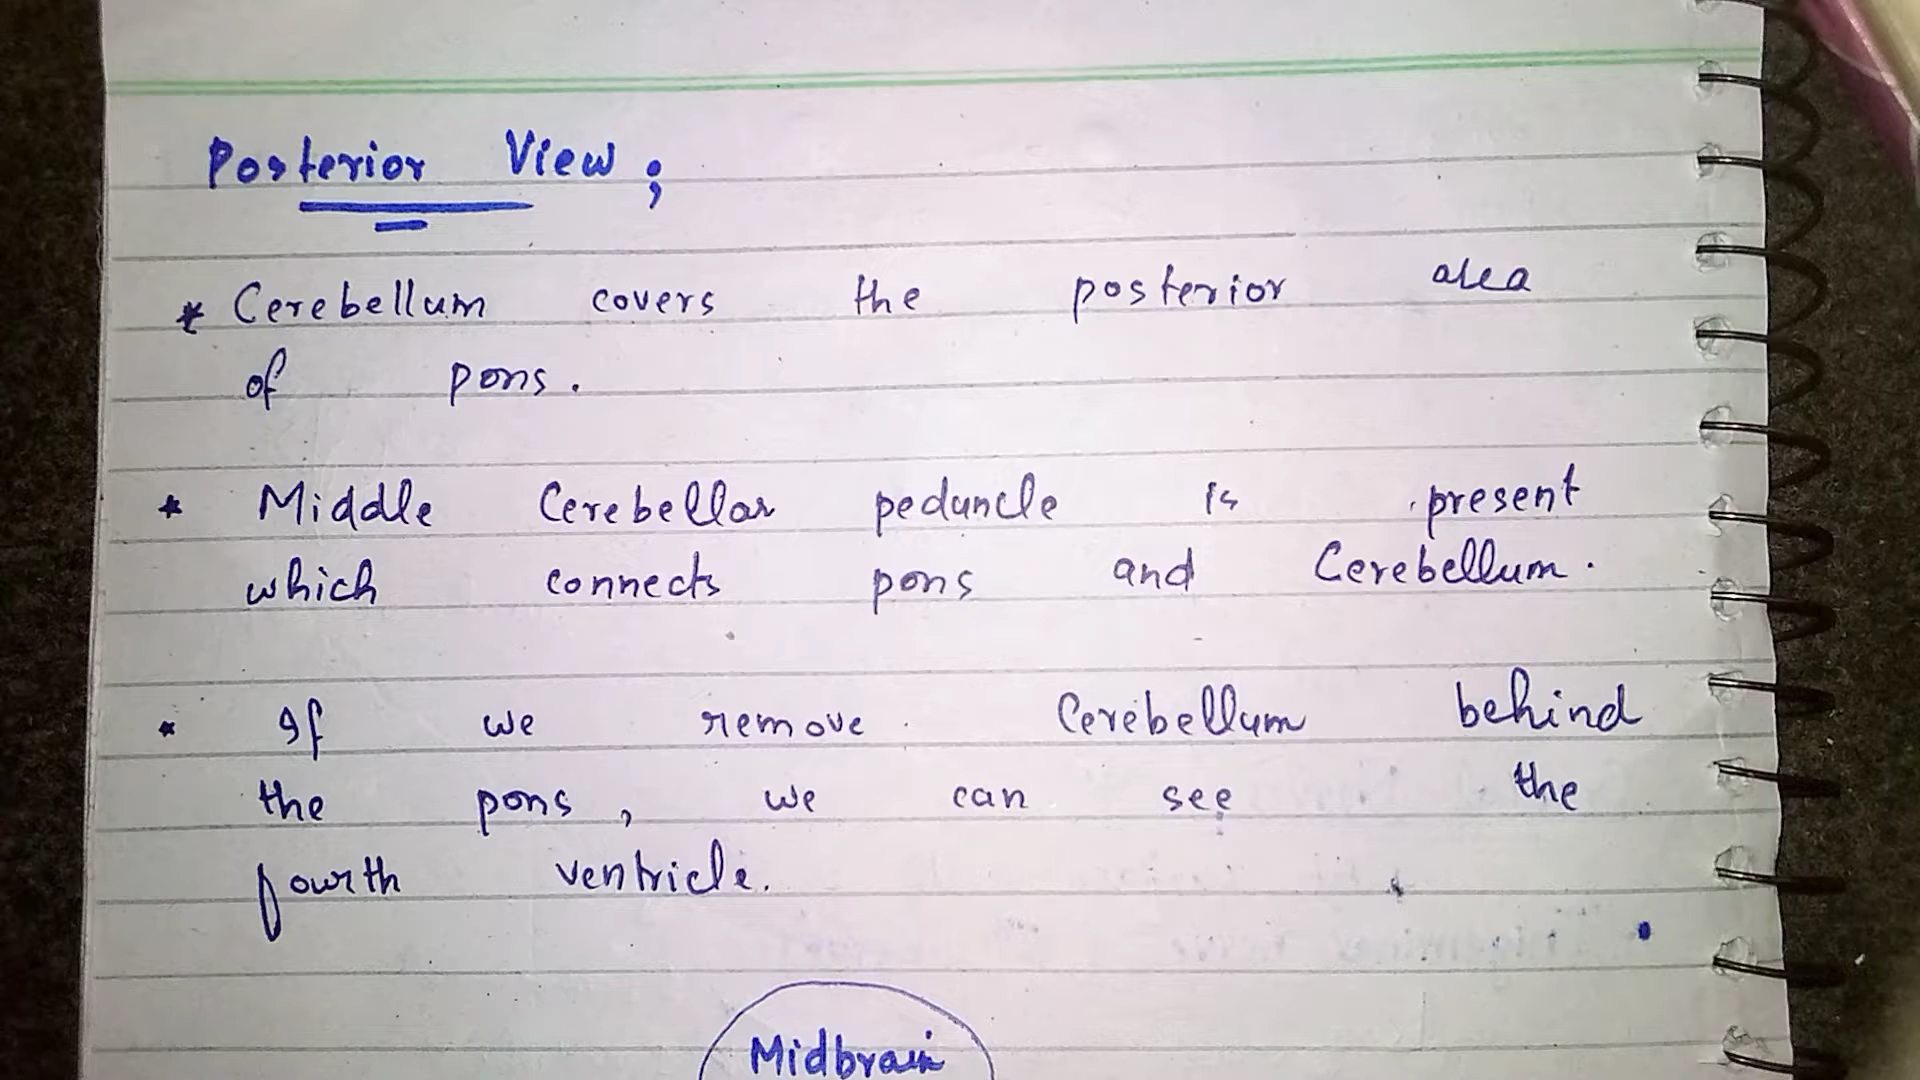 Posterior View ;
* Cerebellum covers the posterior area
of pons.
* Middle Cerebellar peduncle is present
which connects pons and Cerebellum.
* If we remove Cerebellum behind
the pons, we can see the
fourth ventricle.
Midbrain